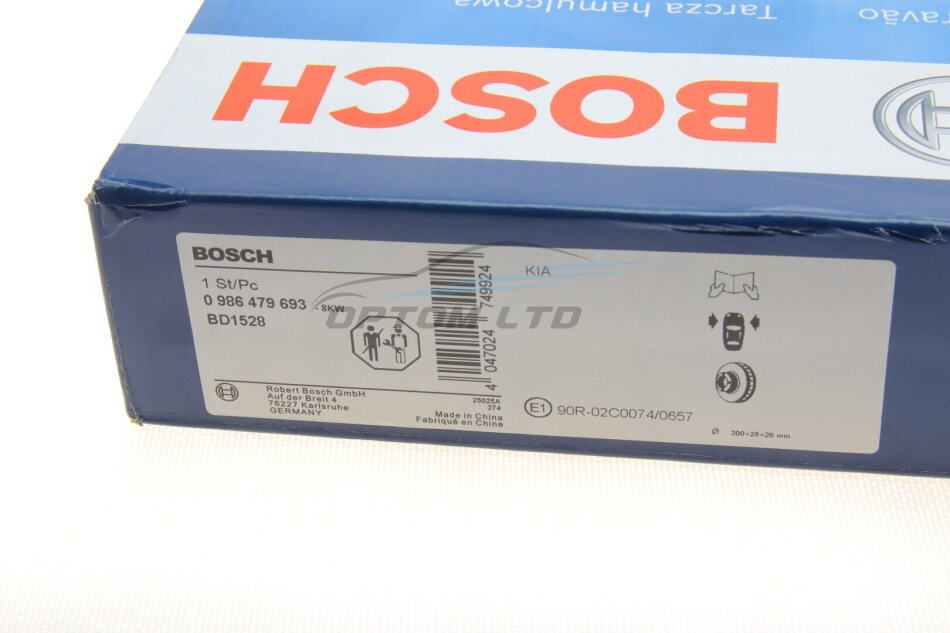 Tarcza hamulcowa
BOSCH
BOSCH
1 St/Pc
0 986 479 693 - 8KW
BD1528
4 047024 749924
KIA
OPTOM LTD
Robert Bosch GmbH
Auf der Breit 4
76227 Karlsruhe
GERMANY
25025A
274
Made in China
Fabriqué en Chine
E1 90R-02C0074/0657
Ø 300×28×26 mm